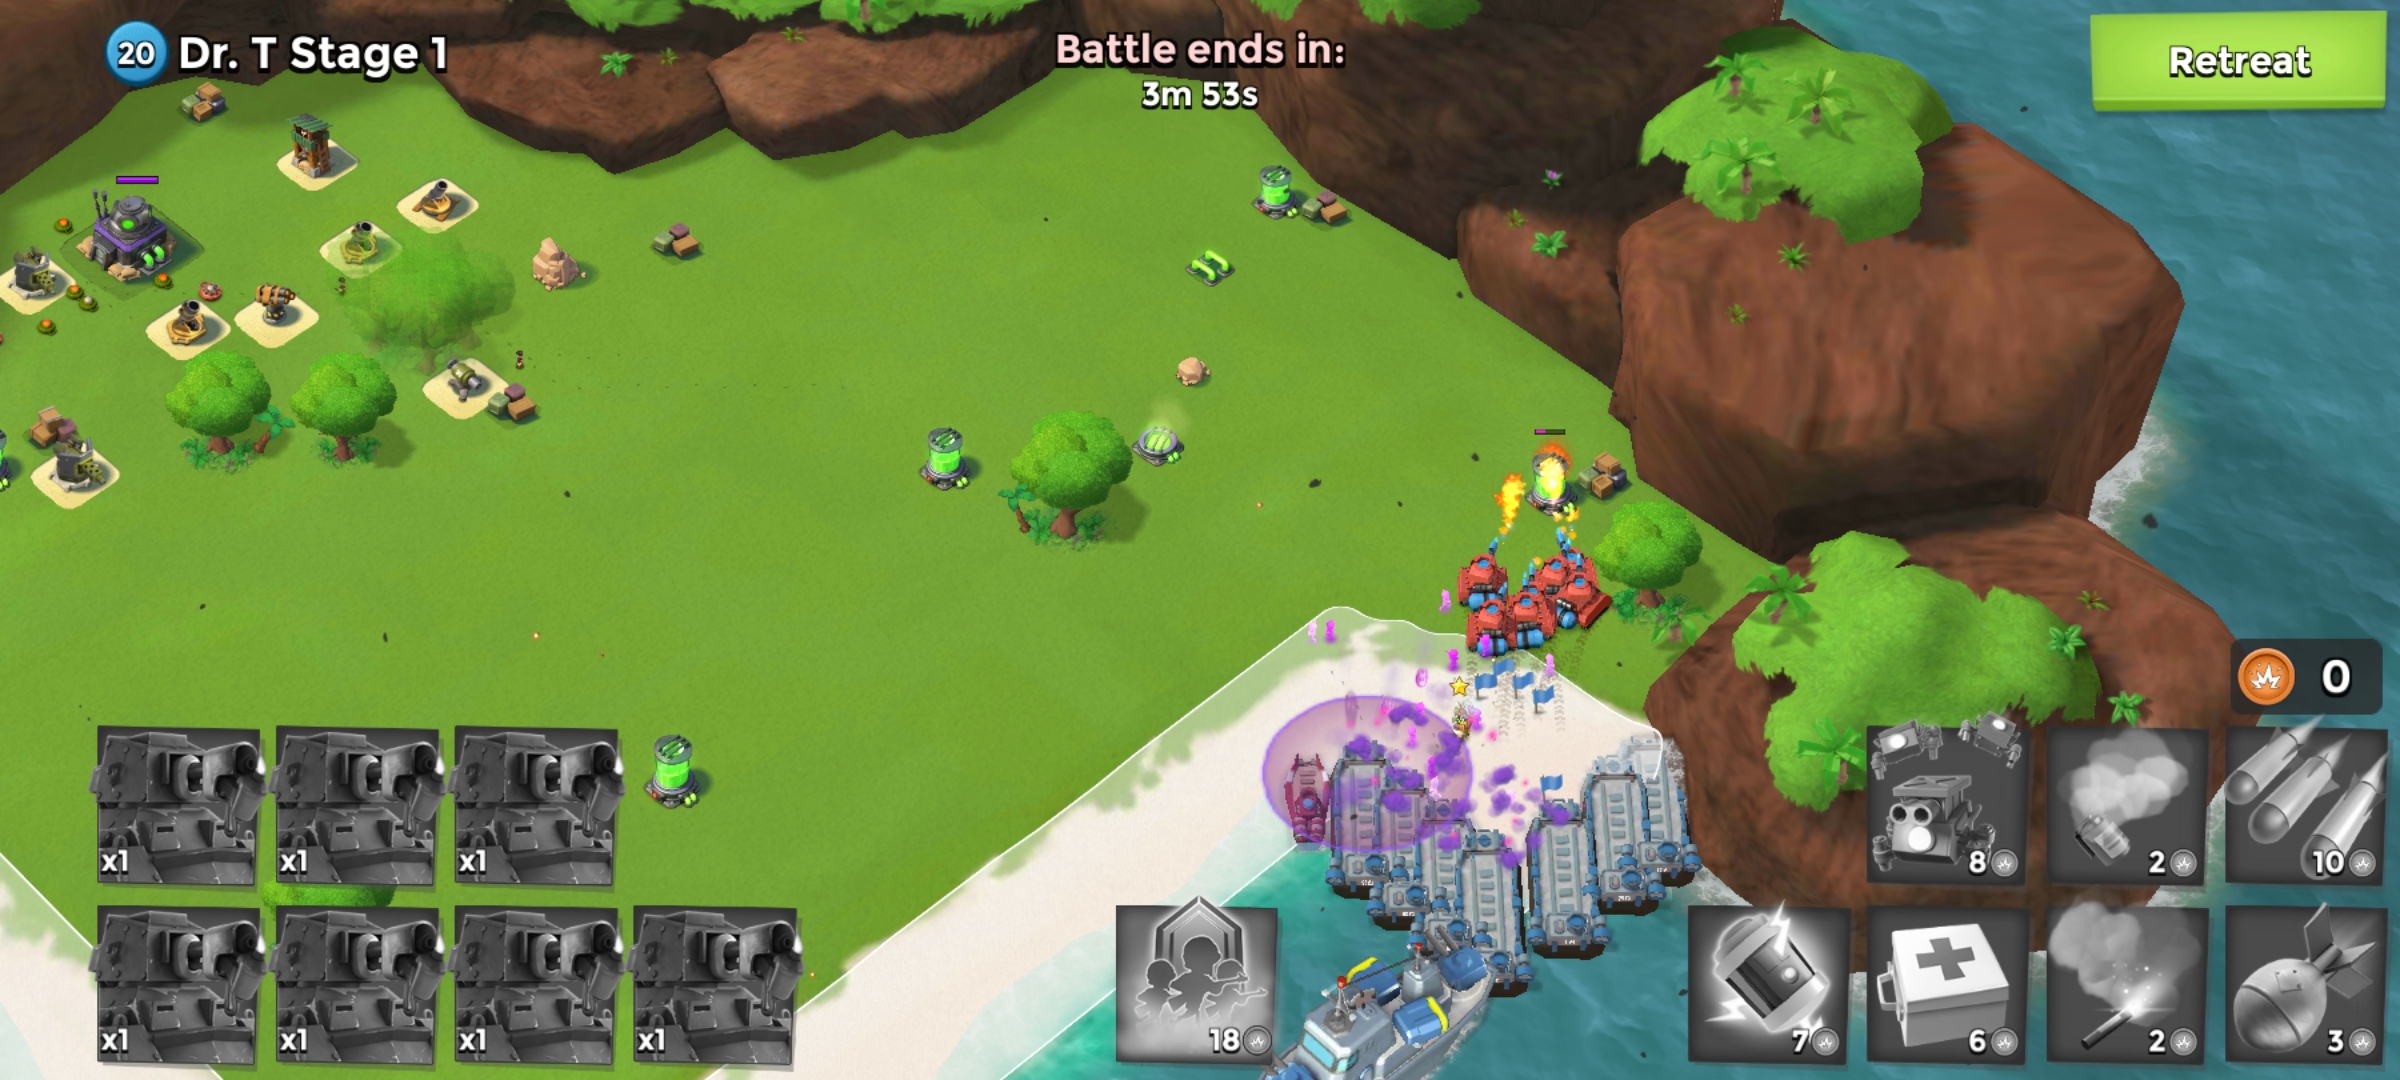 20 Dr. T Stage 1
Battle ends in:
3m 53s
Retreat
0
x1 x1 x1
8 2 10
x1 x1 x1 x1
18 7 6 2 3